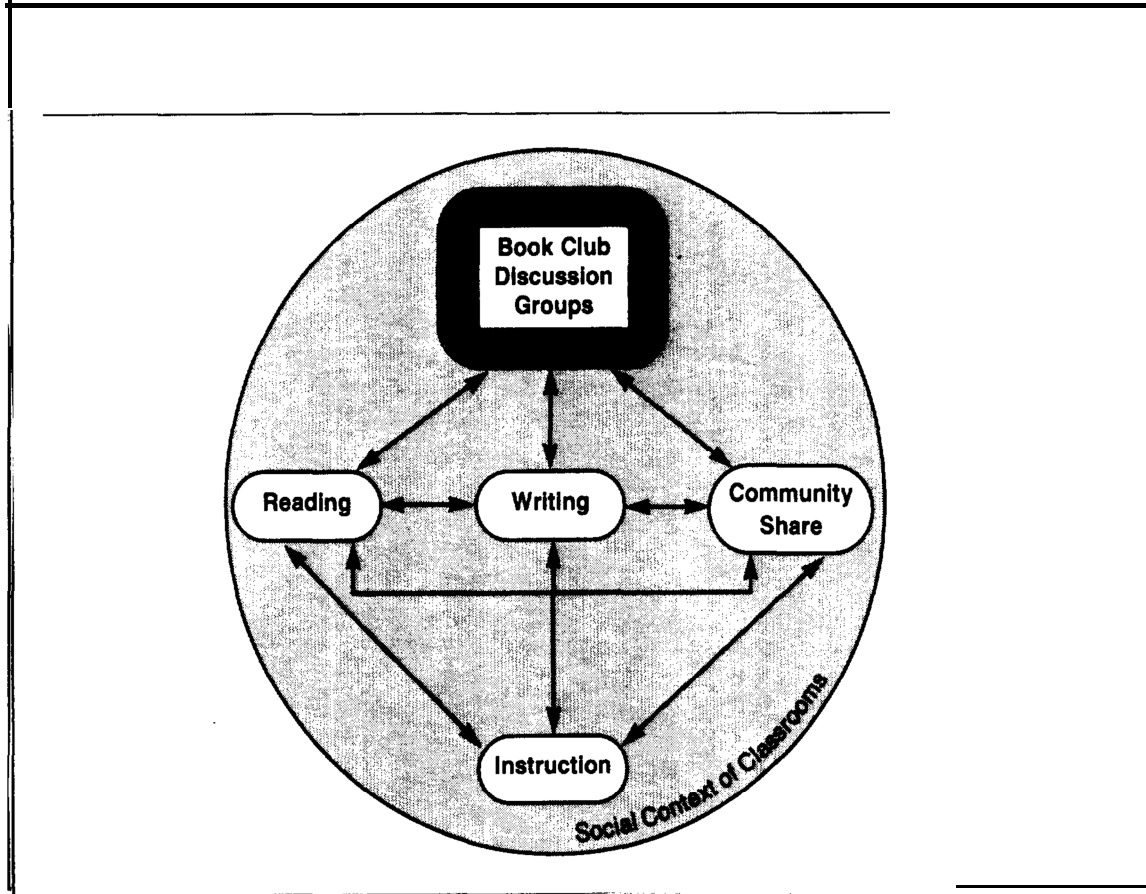 Book Club
Discussion
Groups
Reading
Writing
Community
Share
Instruction
Social Context of Classrooms